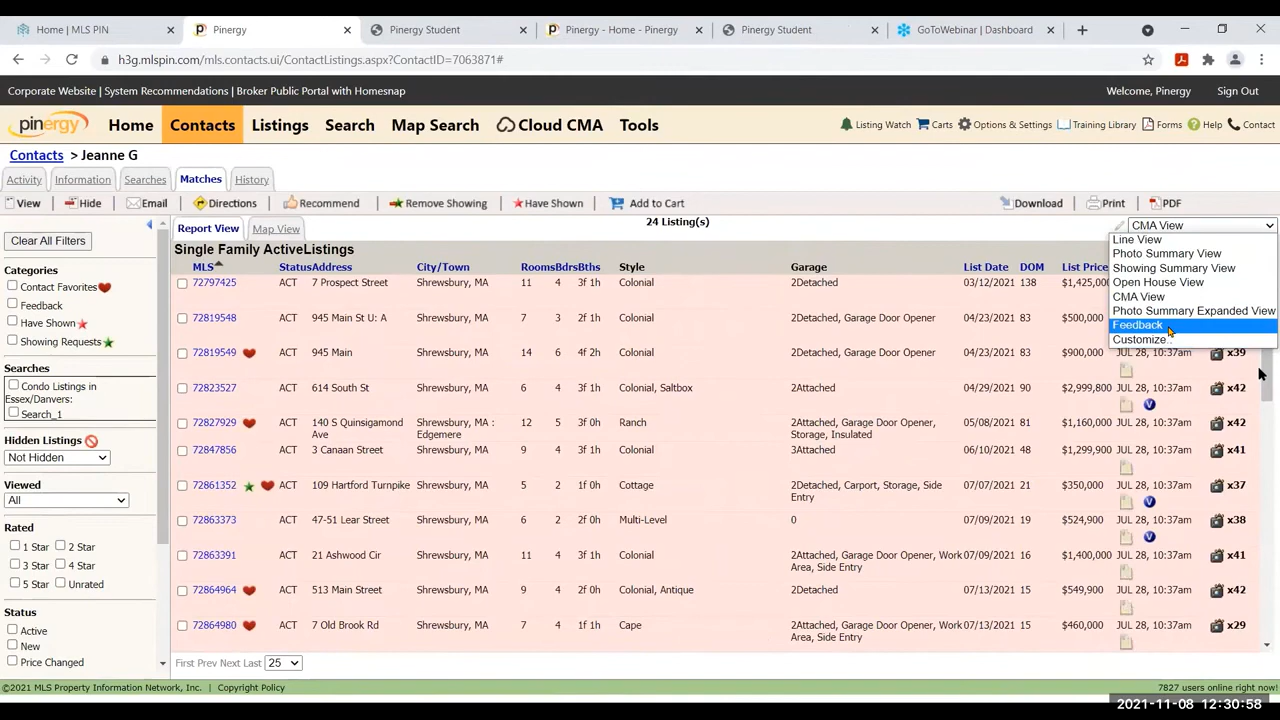 Home | MLS PIN
Pinergy
Pinergy Student
Pinergy - Home - Pinergy
Pinergy Student
GoToWebinar | Dashboard
h3g.mlspin.com/mls.contacts.ui/ContactListings.aspx?ContactID=7063871#
Corporate Website | System Recommendations | Broker Public Portal with Homesnap
Welcome, Pinergy
Sign Out
pinergy
Home
Contacts
Listings
Search
Map Search
Cloud CMA
Tools
Listing Watch
Carts
Options & Settings
Training Library
Forms
Help
Contact
Contacts > Jeanne G
Activity
Information
Searches
Matches
History
View
Hide
Email
Directions
Recommend
Remove Showing
Have Shown
Add to Cart
Download
Print
PDF
Clear All Filters
Categories
Contact Favorites
Feedback
Have Shown
Showing Requests
Searches
Condo Listings in
Essex/Danvers:
Search_1
Hidden Listings
Not Hidden
Viewed
All
Rated
1 Star
2 Star
3 Star
4 Star
5 Star
Unrated
Status
Active
New
Price Changed
Report View
Map View
24 Listing(s)
CMA View
Line View
Photo Summary View
Showing Summary View
Open House View
CMA View
Photo Summary Expanded View
Feedback
Customize..
Single Family ActiveListings
MLS Status Address City/Town Rooms Bdrs Bths Style Garage List Date DOM List Price
72797425 ACT 7 Prospect Street Shrewsbury, MA 11 4 3f 1h Colonial 2Detached 03/12/2021 138 $1,425,000
72819548 ACT 945 Main St U: A Shrewsbury, MA 7 3 2f 1h Colonial 2Detached, Garage Door Opener 04/23/2021 83 $500,000
72819549 ACT 945 Main Shrewsbury, MA 14 6 4f 2h Colonial 2Detached, Garage Door Opener 04/23/2021 83 $900,000 JUL 28, 10:37am x39
72823527 ACT 614 South St Shrewsbury, MA 6 4 3f 1h Colonial, Saltbox 2Attached 04/29/2021 90 $2,999,800 JUL 28, 10:37am x42
V
72827929 ACT 140 S Quinsigamond Shrewsbury, MA : 12 5 3f 0h Ranch 2Attached, Garage Door Opener, 05/08/2021 81 $1,160,000 JUL 28, 10:37am x42
Ave Edgemere Storage, Insulated
72847856 ACT 3 Canaan Street Shrewsbury, MA 9 4 3f 1h Colonial 3Attached 06/10/2021 48 $1,299,900 JUL 28, 10:37am x41
72861352 ACT 109 Hartford Turnpike Shrewsbury, MA 5 2 1f 0h Cottage 2Detached, Carport, Storage, Side 07/07/2021 21 $350,000 JUL 28, 10:37am x37
Entry V
72863373 ACT 47-51 Lear Street Shrewsbury, MA 6 2 2f 0h Multi-Level 0 07/09/2021 19 $524,900 JUL 28, 10:37am x38
V
72863391 ACT 21 Ashwood Cir Shrewsbury, MA 11 4 3f 1h Colonial 2Attached, Garage Door Opener, Work 07/09/2021 16 $1,400,000 JUL 28, 10:37am x41
Area, Side Entry
72864964 ACT 513 Main Street Shrewsbury, MA 9 4 2f 0h Colonial, Antique 2Detached 07/13/2021 15 $549,900 JUL 28, 10:37am x42
72864980 ACT 7 Old Brook Rd Shrewsbury, MA 7 4 1f 1h Cape 2Attached, Garage Door Opener, Work 07/13/2021 15 $460,000 JUL 28, 10:37am x29
Area, Side Entry
First Prev Next Last 25
©2021 MLS Property Information Network, Inc. | Copyright Policy
7827 users online right now!
2021-11-08 12:30:58